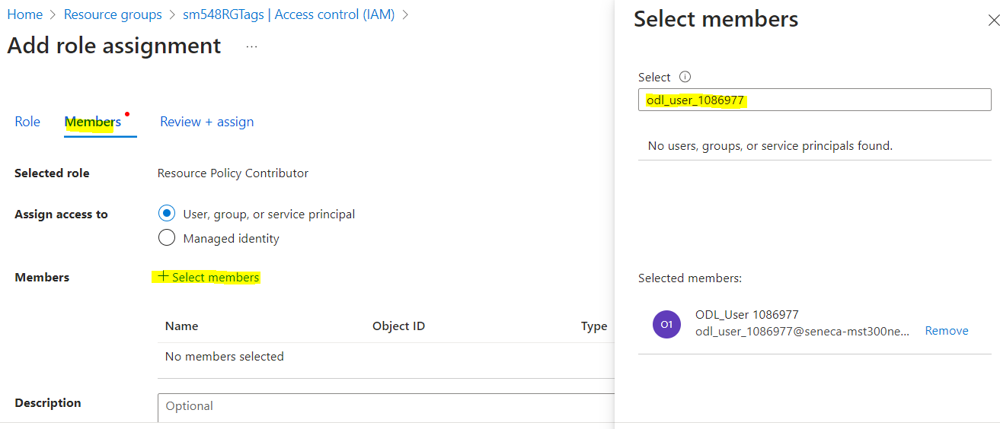 Home > Resource groups > sm548RGTags | Access control (IAM) >
Add role assignment ...
Role Members Review + assign
Selected role Resource Policy Contributor
Assign access to User, group, or service principal
Managed identity
Members + Select members
Name Object ID Type
No members selected
Description Optional
Select members
Select
odl_user_1086977
No users, groups, or service principals found.
Selected members:
O1 ODL_User 1086977
odl_user_1086977@seneca-mst300ne... Remove